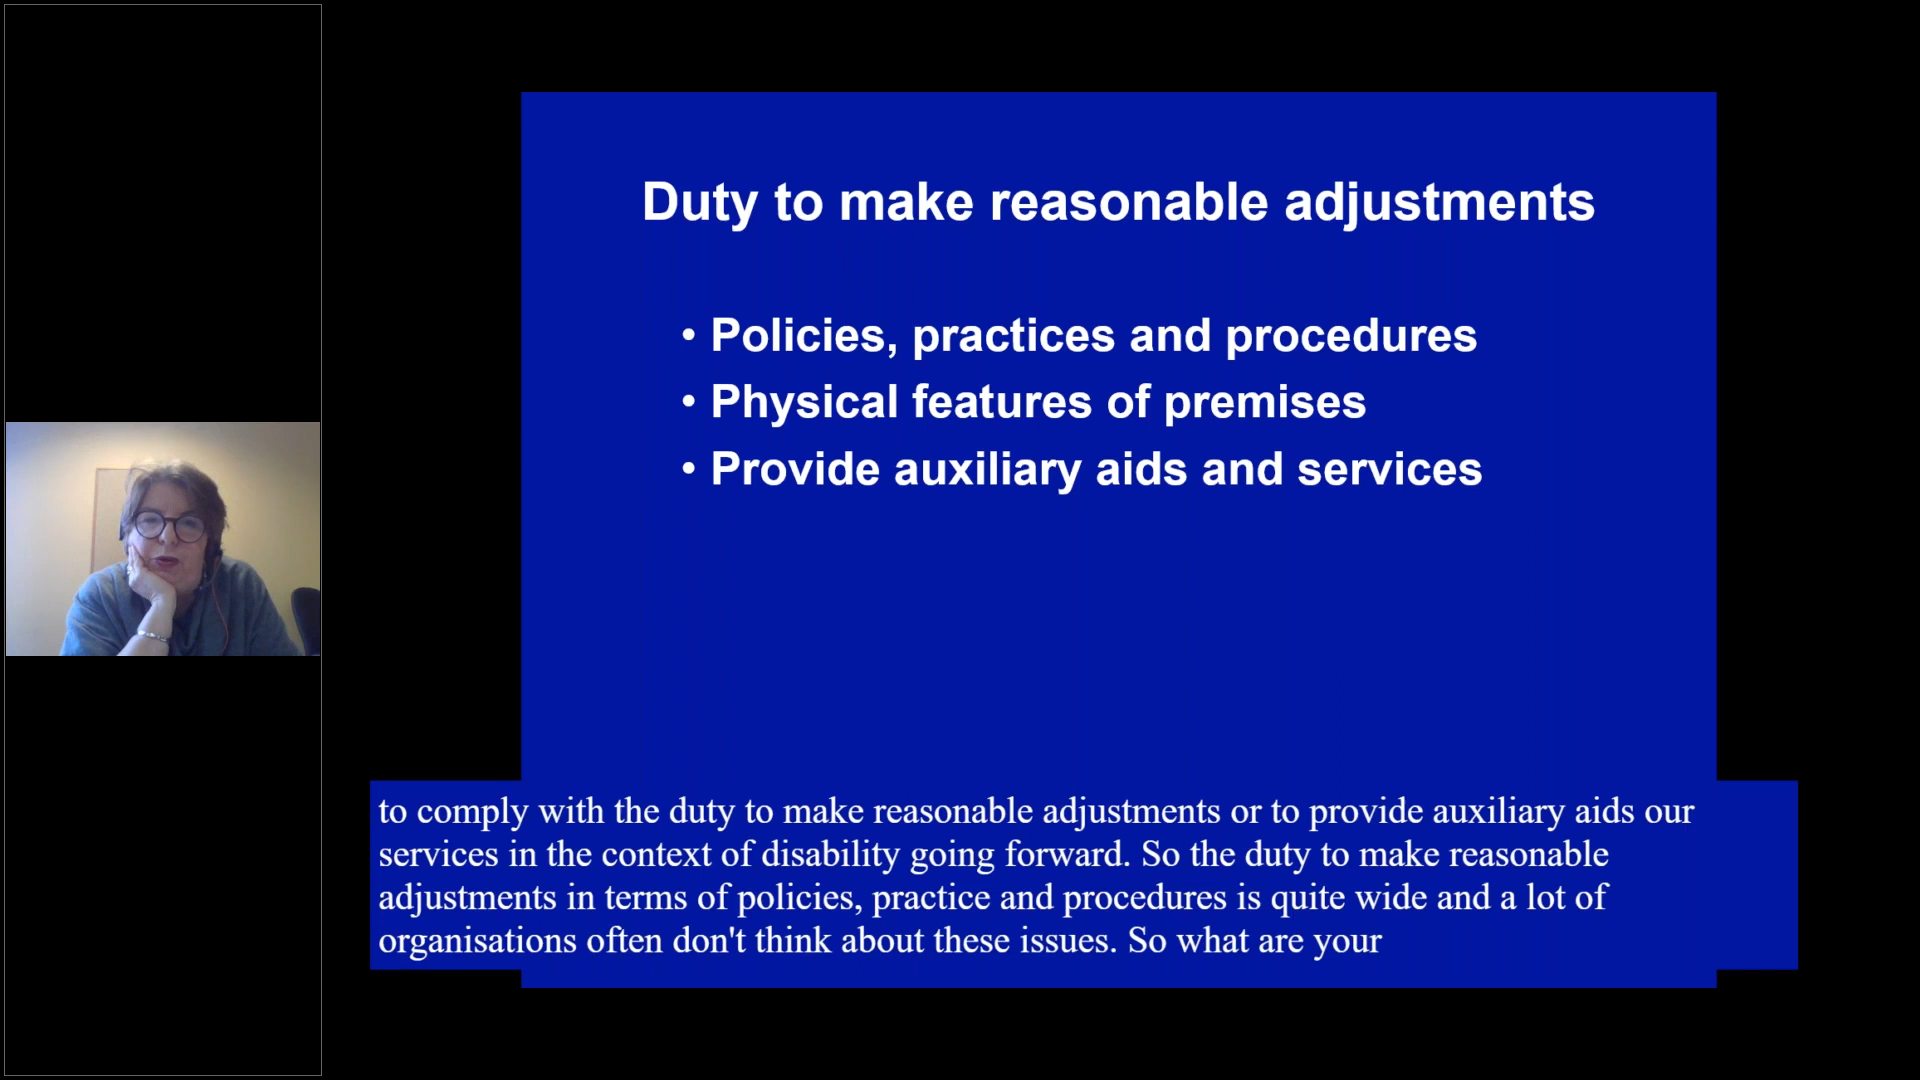 Duty to make reasonable adjustments
• Policies, practices and procedures
• Physical features of premises
• Provide auxiliary aids and services
to comply with the duty to make reasonable adjustments or to provide auxiliary aids our
services in the context of disability going forward. So the duty to make reasonable
adjustments in terms of policies, practice and procedures is quite wide and a lot of
organisations often don't think about these issues. So what are your